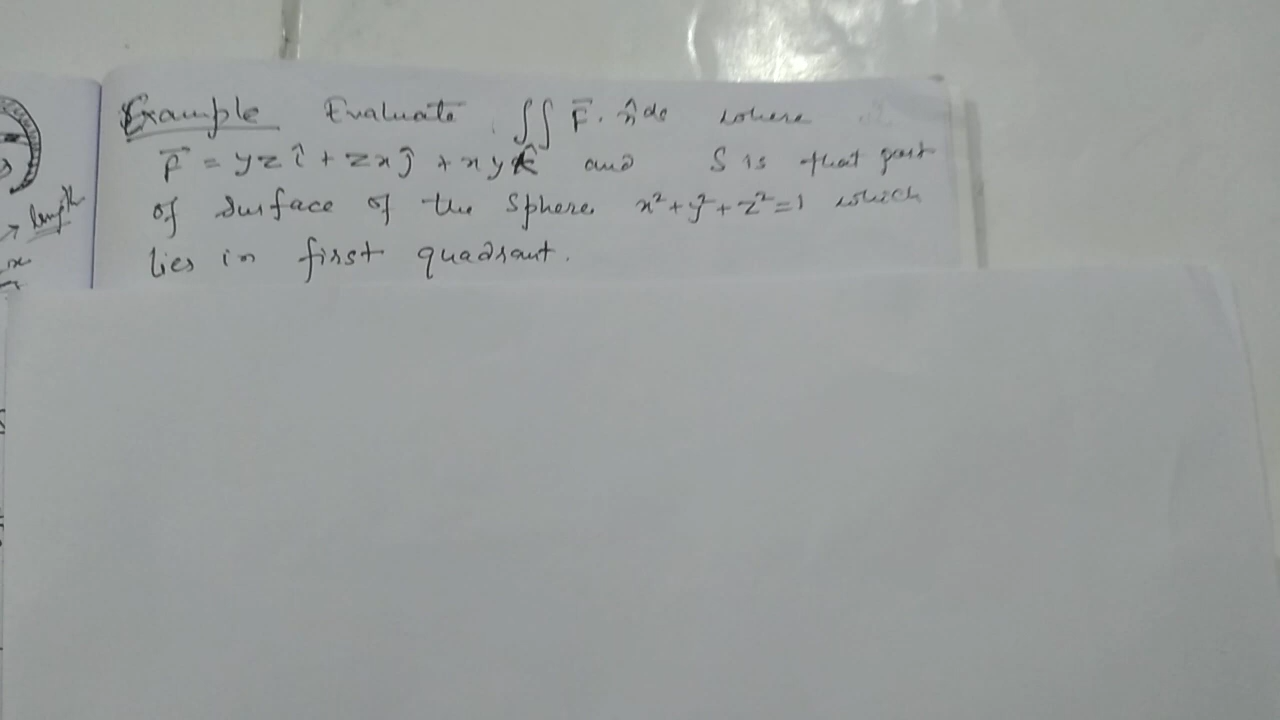 length
x
Example Evaluate ∬ F̄. n̂ ds where
F̄ = yz î + zx ĵ + xy k̂ and S is that part
of surface of the sphere x²+y²+z²=1 which
lies in first quadrant.